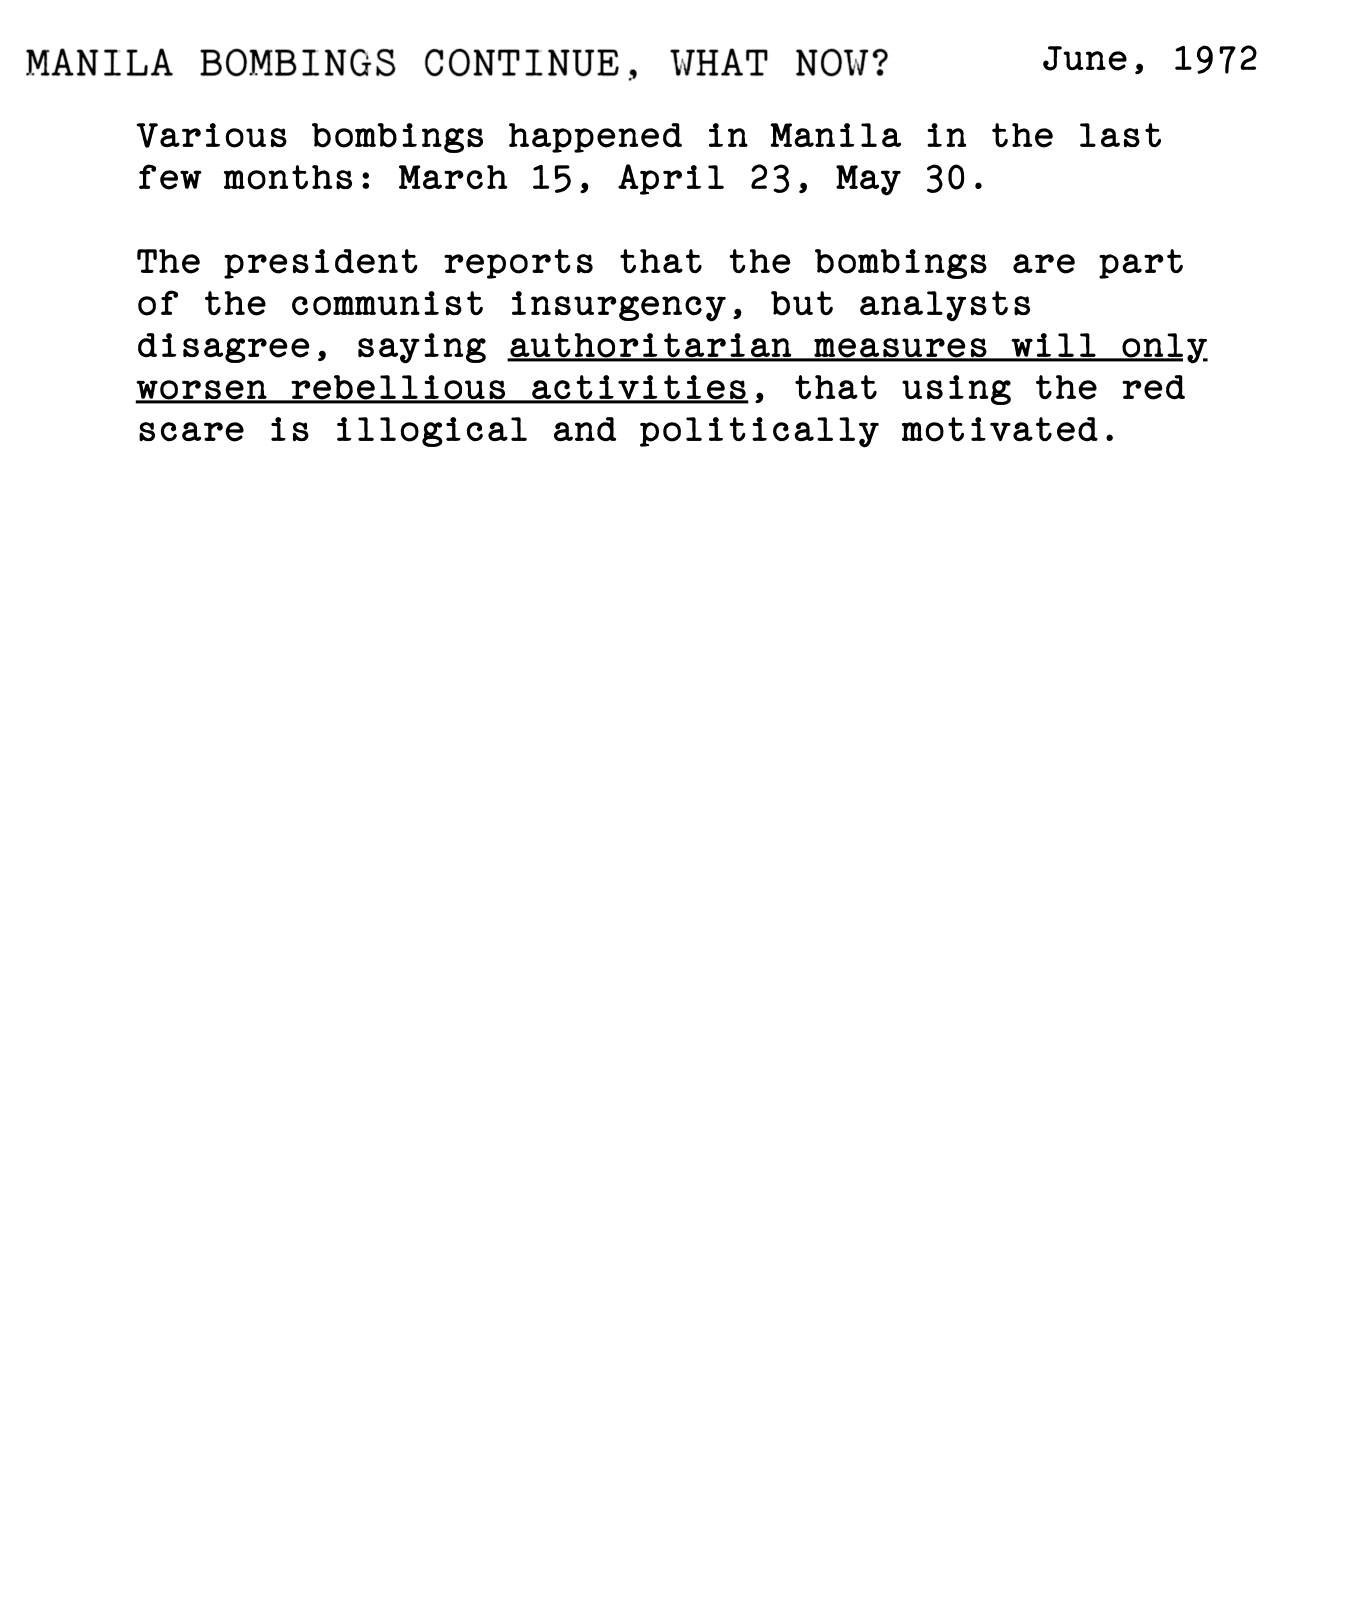 MANILA BOMBINGS CONTINUE, WHAT NOW?
June, 1972
Various bombings happened in Manila in the last
few months: March 15, April 23, May 30.
The president reports that the bombings are part
of the communist insurgency, but analysts
disagree, saying authoritarian measures will only
worsen rebellious activities, that using the red
scare is illogical and politically motivated.